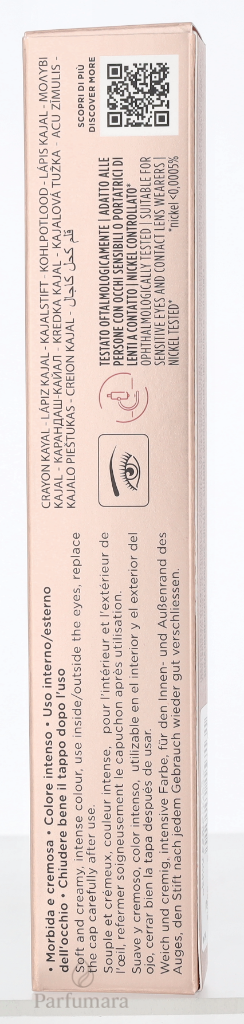 • Morbida e cremosa • Colore intenso • Uso interno/esterno
dell'occhio • Chiudere bene il tappo dopo l'uso
Soft and creamy, intense colour, use inside/outside the eyes, replace
the cap carefully after use.
Souple et crémeux, couleur intense, pour l'intérieur et l'extérieur de
l'œil, refermer soigneusement le capuchon après utilisation.
Suave y cremoso, color intenso, utilizable en el interior y el exterior del
ojo, cerrar bien la tapa después de usar.
Weich und cremig, intensive Farbe, für den Innen- und Außenrand des
Auges, den Stift nach jedem Gebrauch wieder gut verschliessen.
CRAYON KAYAL - LÁPIZ KAJAL - KAJALSTIFT - KOHLPOTLOOD - LÁPIS KAJAL - ΜΟΛΥΒΙ
KAJAL - КАРАНДАШ-КАЙАЛ - KREDKA KAJAL - KAJALOVÁ TUŽKA - ACU ZĪMULIS -
KAJALO PIEŠTUKAS - CREION KAJAL - قلم كحل كاجال
TESTATO OFTALMOLOGICAMENTE | ADATTO ALLE
PERSONE CON OCCHI SENSIBILI O PORTATRICI DI
LENTI A CONTATTO | NICKEL CONTROLLATO*
OPHTHALMOLOGICALLY TESTED | SUITABLE FOR
SENSITIVE EYES AND CONTACT LENS WEARERS |
NICKEL TESTED*
*nickel <0,0005%
SCOPRI DI PIÙ
DISCOVER MORE
Parfumara